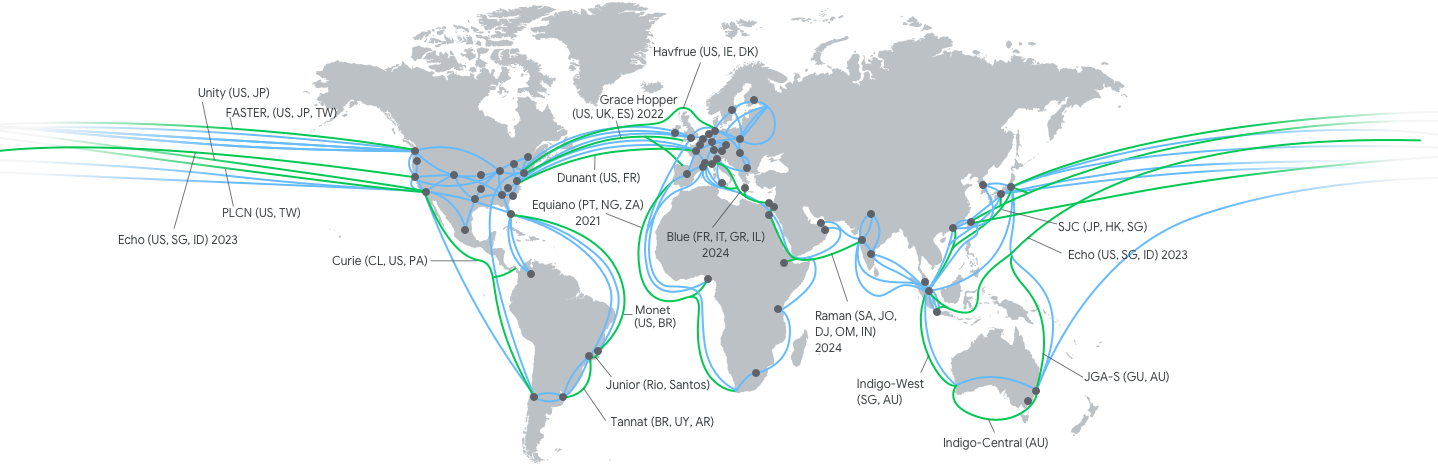 Havfrue (US, IE, DK)
Unity (US, JP)
FASTER, (US, JP, TW)
Grace Hopper
(US, UK, ES) 2022
Dunant (US, FR)
PLCN (US, TW)
Echo (US, SG, ID) 2023
Equiano (PT, NG, ZA)
2021
Blue (FR, IT, GR, IL)
2024
SJC (JP, HK, SG)
Echo (US, SG, ID) 2023
Curie (CL, US, PA)
Monet
(US, BR)
Raman (SA, JO,
DJ, OM, IN)
2024
Junior (Rio, Santos)
Tannat (BR, UY, AR)
Indigo-West
(SG, AU)
JGA-S (GU, AU)
Indigo-Central (AU)